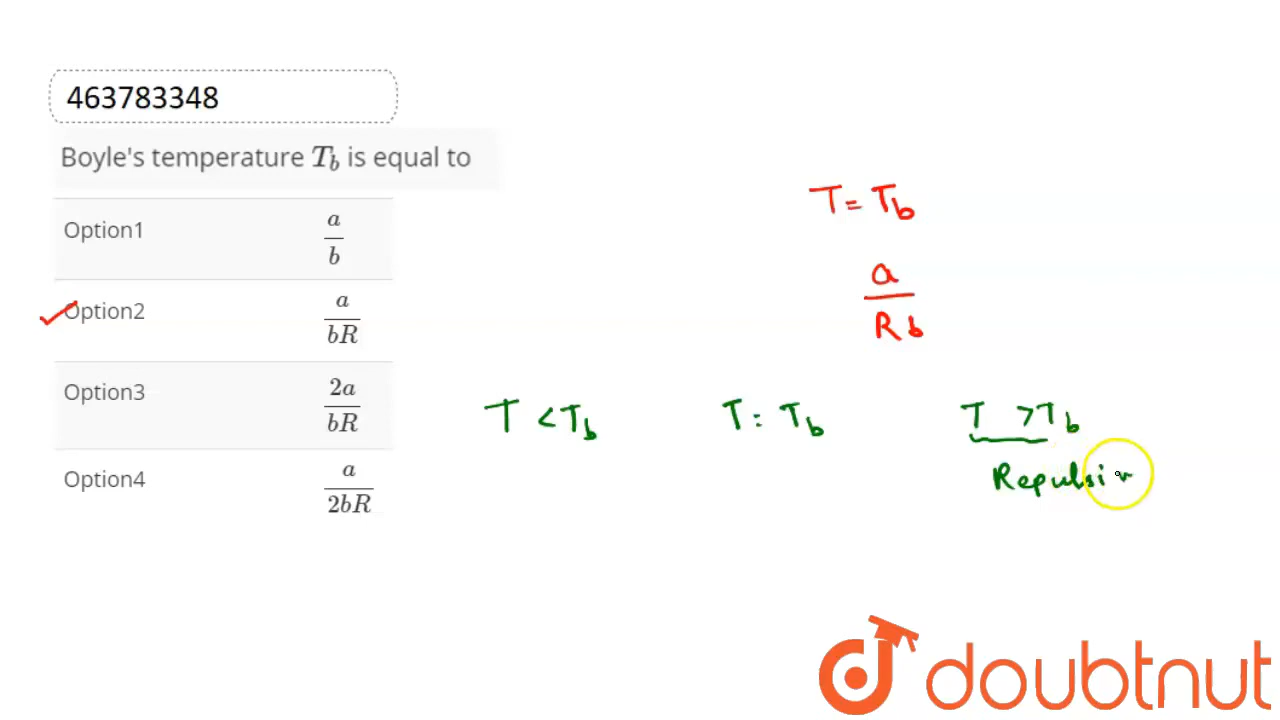 463783348
Boyle's temperature T_b is equal to
Option1 a/b
Option2 a/bR
Option3 2a/bR
Option4 a/2bR
T = T_b
a/Rb
T < T_b T = T_b T > T_b
Repulsiv
doubtnut